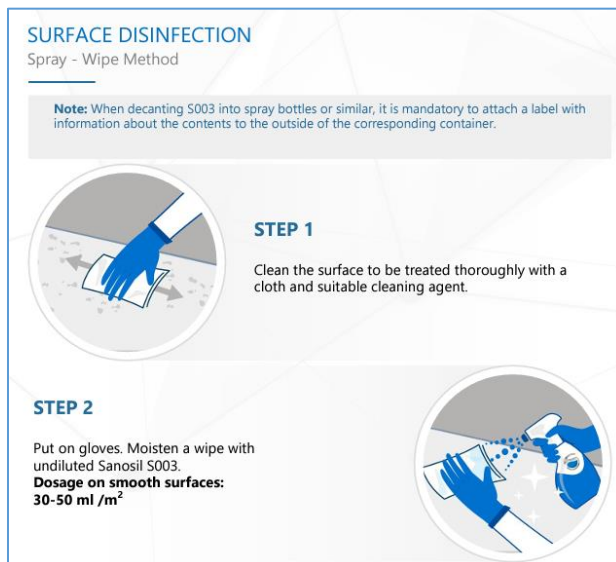 SURFACE DISINFECTION
Spray - Wipe Method
Note: When decanting S003 into spray bottles or similar, it is mandatory to attach a label with
information about the contents to the outside of the corresponding container.
STEP 1
Clean the surface to be treated thoroughly with a
cloth and suitable cleaning agent.
STEP 2
Put on gloves. Moisten a wipe with
undiluted Sanosil S003.
Dosage on smooth surfaces:
30-50 ml /m²